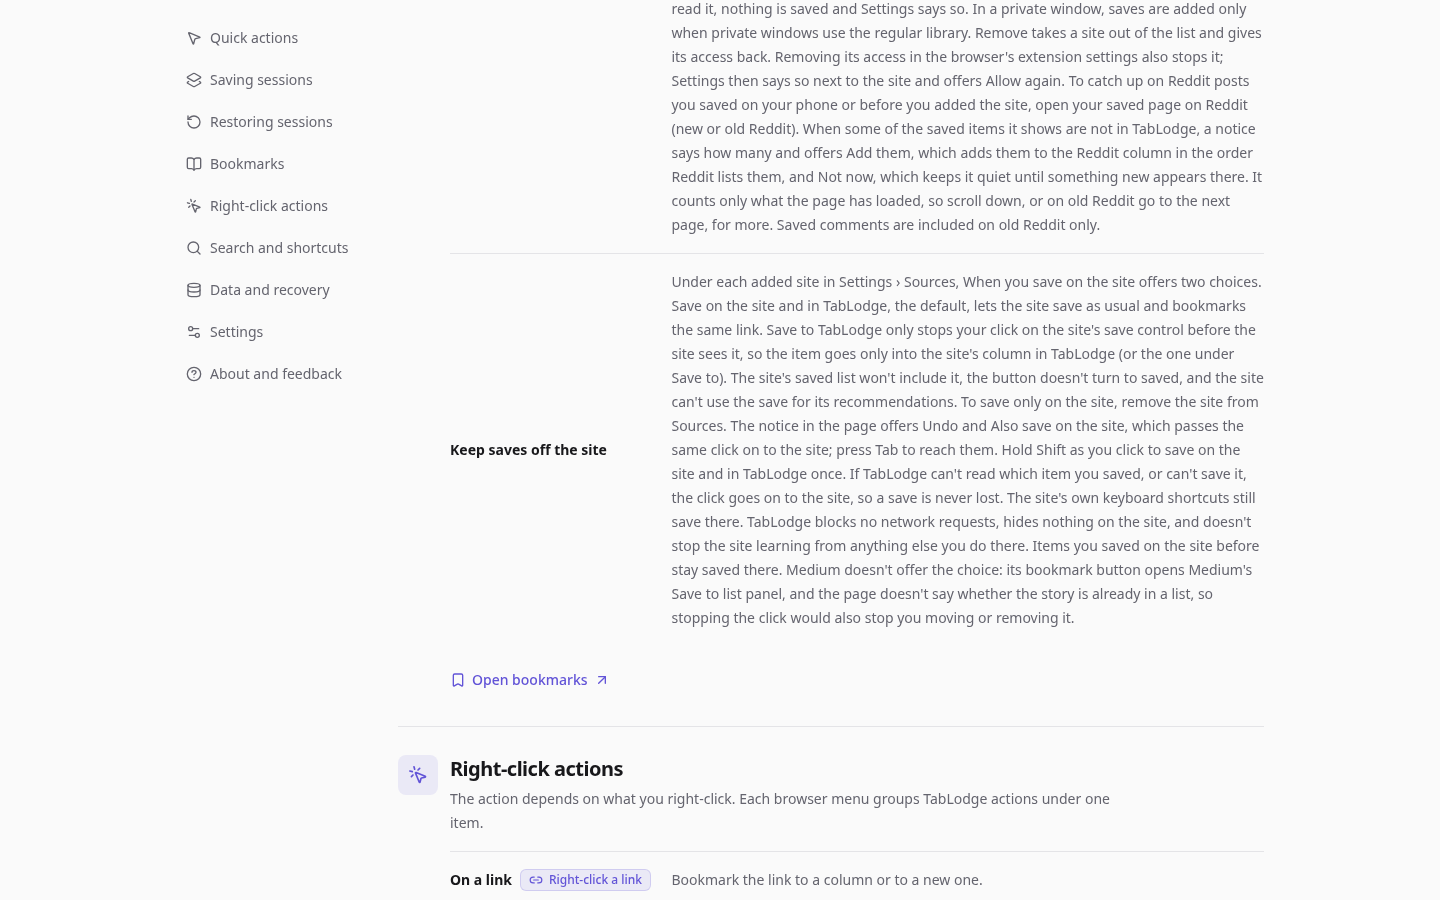 Quick actions
Saving sessions
Restoring sessions
Bookmarks
Right-click actions
Search and shortcuts
Data and recovery
Settings
About and feedback
read it, nothing is saved and Settings says so. In a private window, saves are added only
when private windows use the regular library. Remove takes a site out of the list and gives
its access back. Removing its access in the browser's extension settings also stops it;
Settings then says so next to the site and offers Allow again. To catch up on Reddit posts
you saved on your phone or before you added the site, open your saved page on Reddit
(new or old Reddit). When some of the saved items it shows are not in TabLodge, a notice
says how many and offers Add them, which adds them to the Reddit column in the order
Reddit lists them, and Not now, which keeps it quiet until something new appears there. It
counts only what the page has loaded, so scroll down, or on old Reddit go to the next
page, for more. Saved comments are included on old Reddit only.
Keep saves off the site
Under each added site in Settings › Sources, When you save on the site offers two choices.
Save on the site and in TabLodge, the default, lets the site save as usual and bookmarks
the same link. Save to TabLodge only stops your click on the site's save control before the
site sees it, so the item goes only into the site's column in TabLodge (or the one under
Save to). The site's saved list won't include it, the button doesn't turn to saved, and the site
can't use the save for its recommendations. To save only on the site, remove the site from
Sources. The notice in the page offers Undo and Also save on the site, which passes the
same click on to the site; press Tab to reach them. Hold Shift as you click to save on the
site and in TabLodge once. If TabLodge can't read which item you saved, or can't save it,
the click goes on to the site, so a save is never lost. The site's own keyboard shortcuts still
save there. TabLodge blocks no network requests, hides nothing on the site, and doesn't
stop the site learning from anything else you do there. Items you saved on the site before
stay saved there. Medium doesn't offer the choice: its bookmark button opens Medium's
Save to list panel, and the page doesn't say whether the story is already in a list, so
stopping the click would also stop you moving or removing it.
Open bookmarks
Right-click actions
The action depends on what you right-click. Each browser menu groups TabLodge actions under one
item.
On a link Right-click a link Bookmark the link to a column or to a new one.